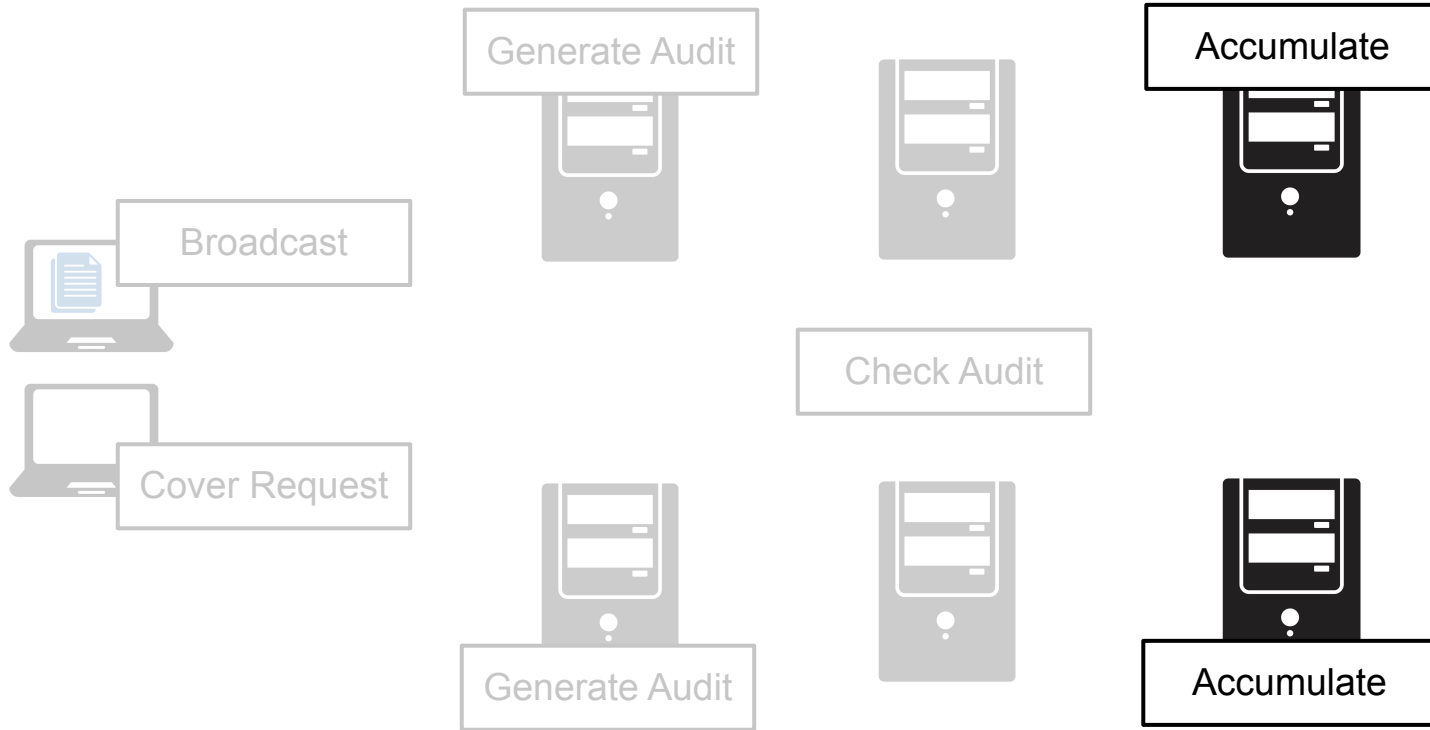 Generate Audit
Accumulate
Broadcast
Check Audit
Cover Request
Generate Audit
Accumulate